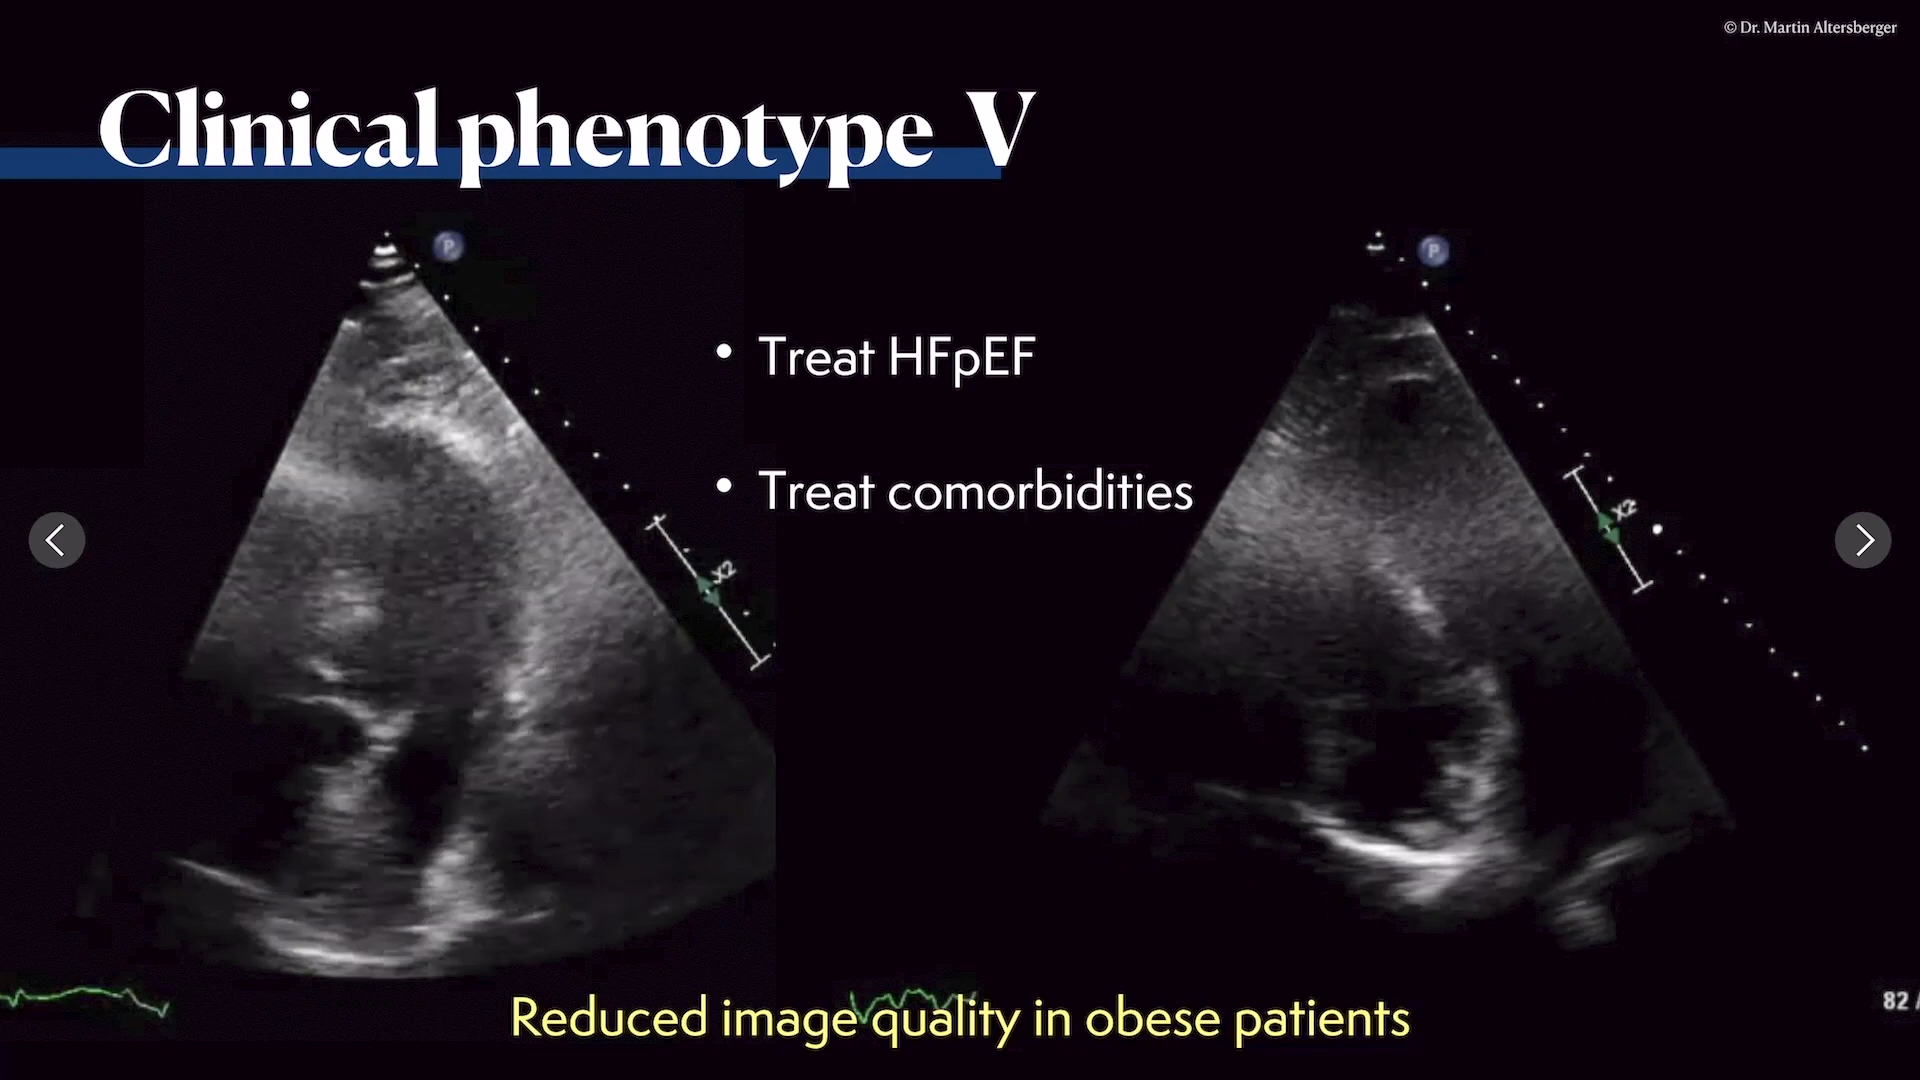 © Dr. Martin Altersberger
Clinical phenotype V
P
P
• Treat HFpEF
• Treat comorbidities
X2
X2
82 /
Reduced image quality in obese patients